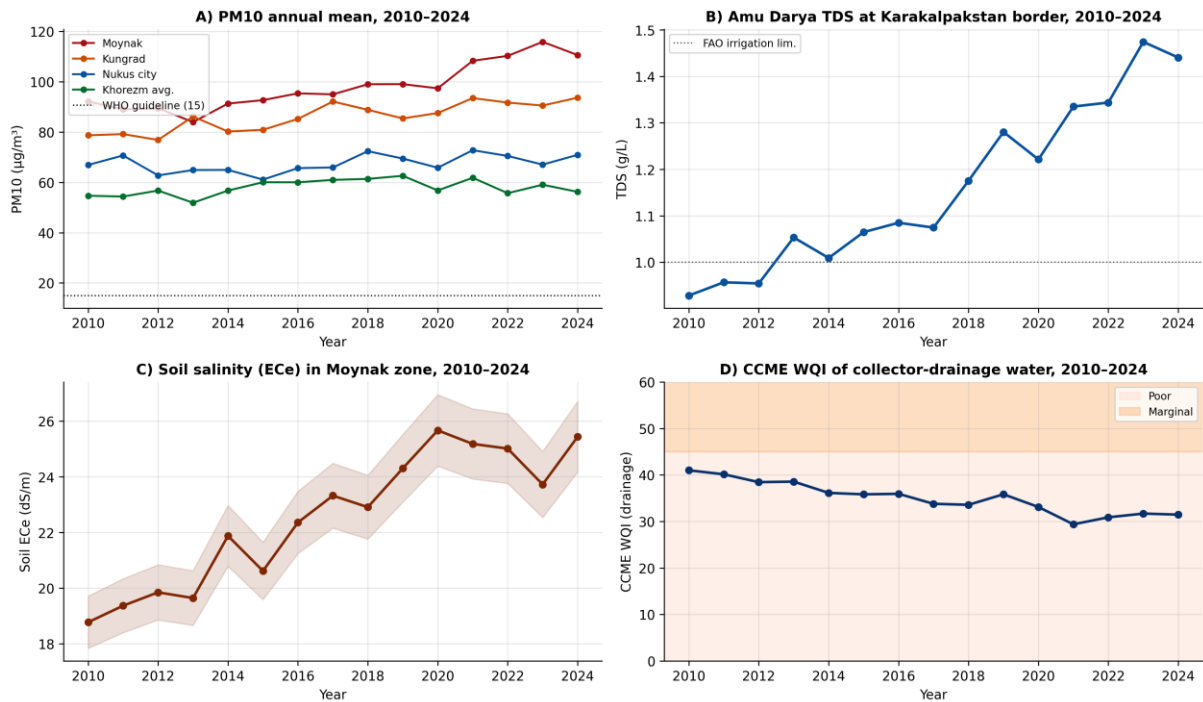 A) PM10 annual mean, 2010–2024
120
100
80
60
40
20
PM10 (µg/m³)
Moynak
Kungrad
Nukus city
Khorezm avg.
WHO guideline (15)
2010 2012 2014 2016 2018 2020 2022 2024
Year
B) Amu Darya TDS at Karakalpakstan border, 2010–2024
1.5
1.4
1.3
1.2
1.1
1.0
TDS (g/L)
FAO irrigation lim.
2010 2012 2014 2016 2018 2020 2022 2024
Year
C) Soil salinity (ECe) in Moynak zone, 2010–2024
26
24
22
20
18
Soil ECe (dS/m)
2010 2012 2014 2016 2018 2020 2022 2024
Year
D) CCME WQI of collector-drainage water, 2010–2024
60
50
40
30
20
10
0
CCME WQI (drainage)
Poor
Marginal
2010 2012 2014 2016 2018 2020 2022 2024
Year